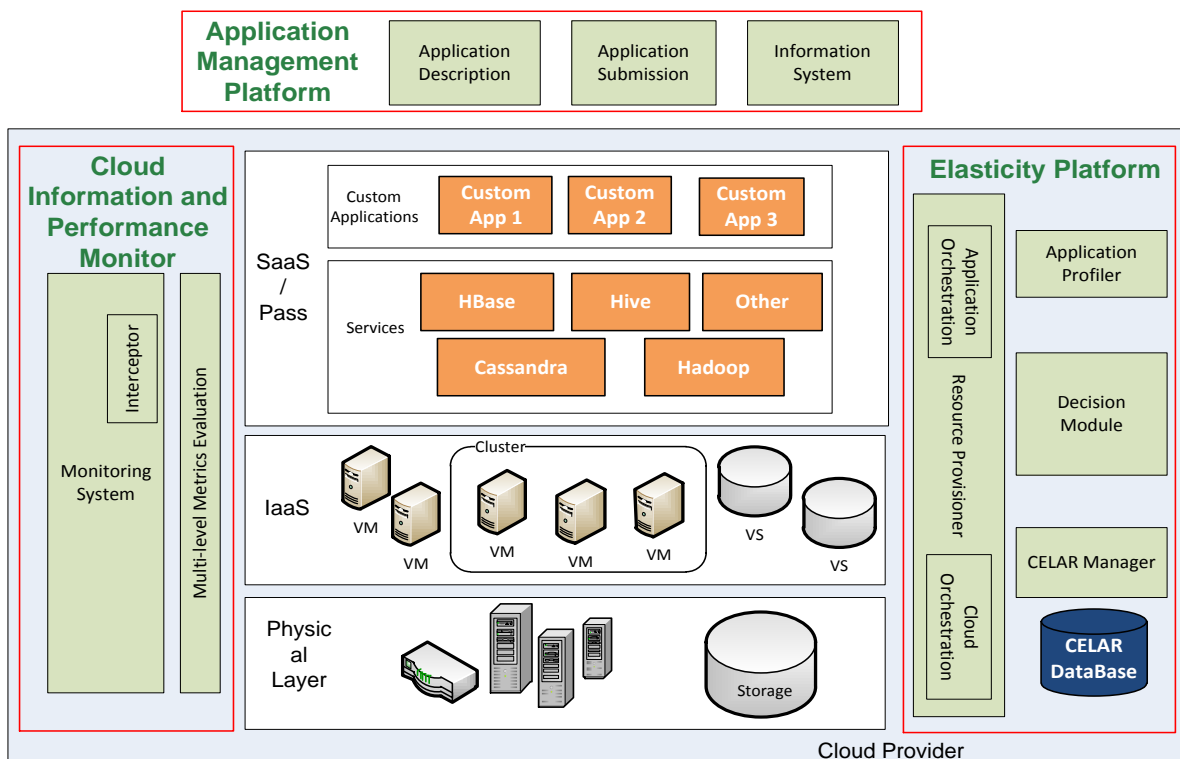 Application
Management
Platform
Application
Description
Application
Submission
Information
System
Cloud
Information and
Performance
Monitor
Monitoring
System
Interceptor
Multi-level Metrics Evaluation
SaaS
/
Pass
Custom
Applications
Custom
App 1
Custom
App 2
Custom
App 3
Services
HBase
Hive
Other
Cassandra
Hadoop
IaaS
Cluster
VM
VM
VM
VM
VM
VS
VS
Physic
al
Layer
Storage
Elasticity Platform
Application
Orchestration
Resource Provisioner
Cloud
Orchestration
Application
Profiler
Decision
Module
CELAR Manager
CELAR
DataBase
Cloud Provider